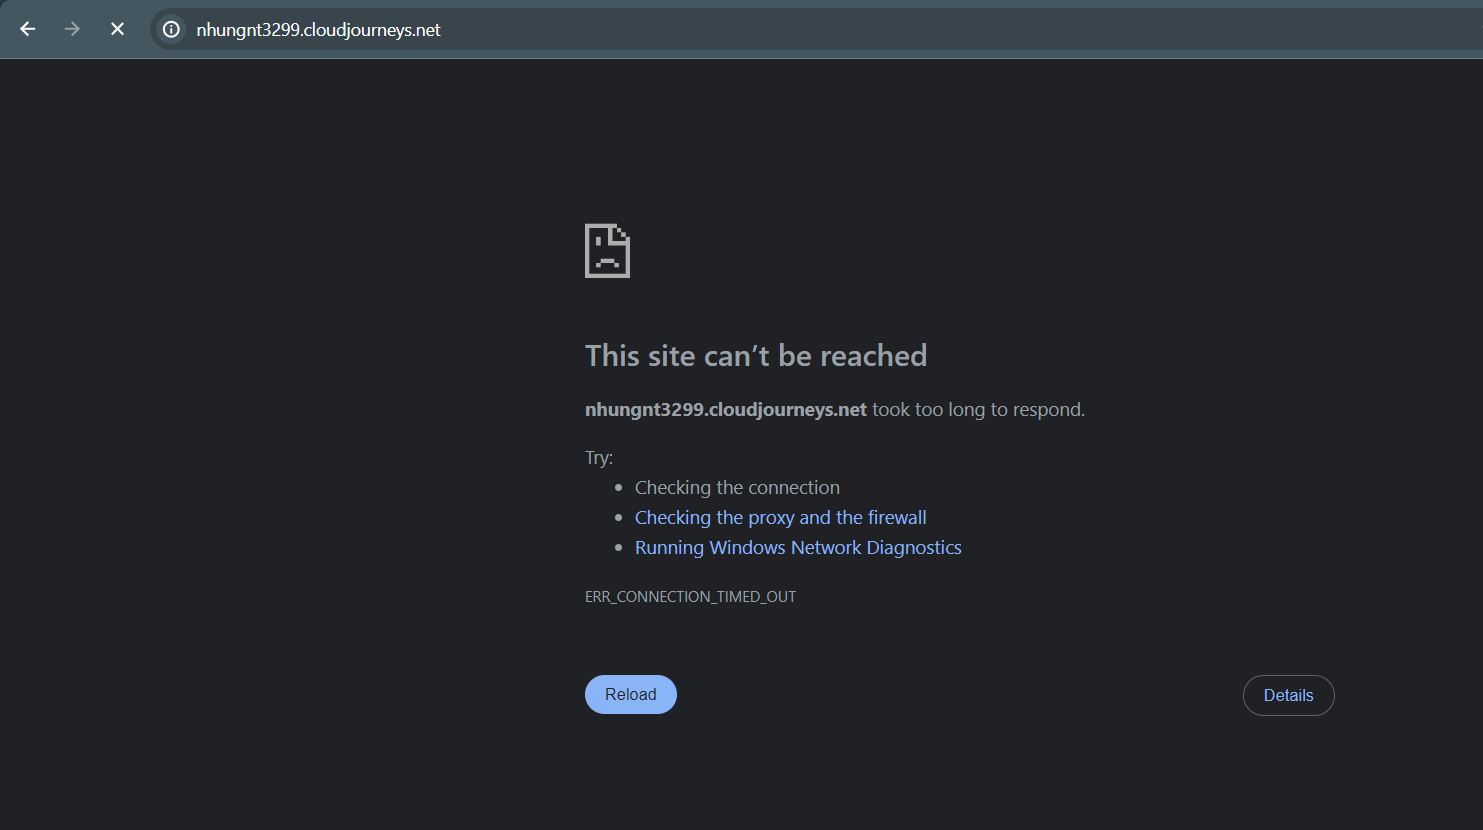 nhungnt3299.cloudjourneys.net
This site can’t be reached
nhungnt3299.cloudjourneys.net took too long to respond.
Try:
Checking the connection
Checking the proxy and the firewall
Running Windows Network Diagnostics
ERR_CONNECTION_TIMED_OUT
Reload
Details